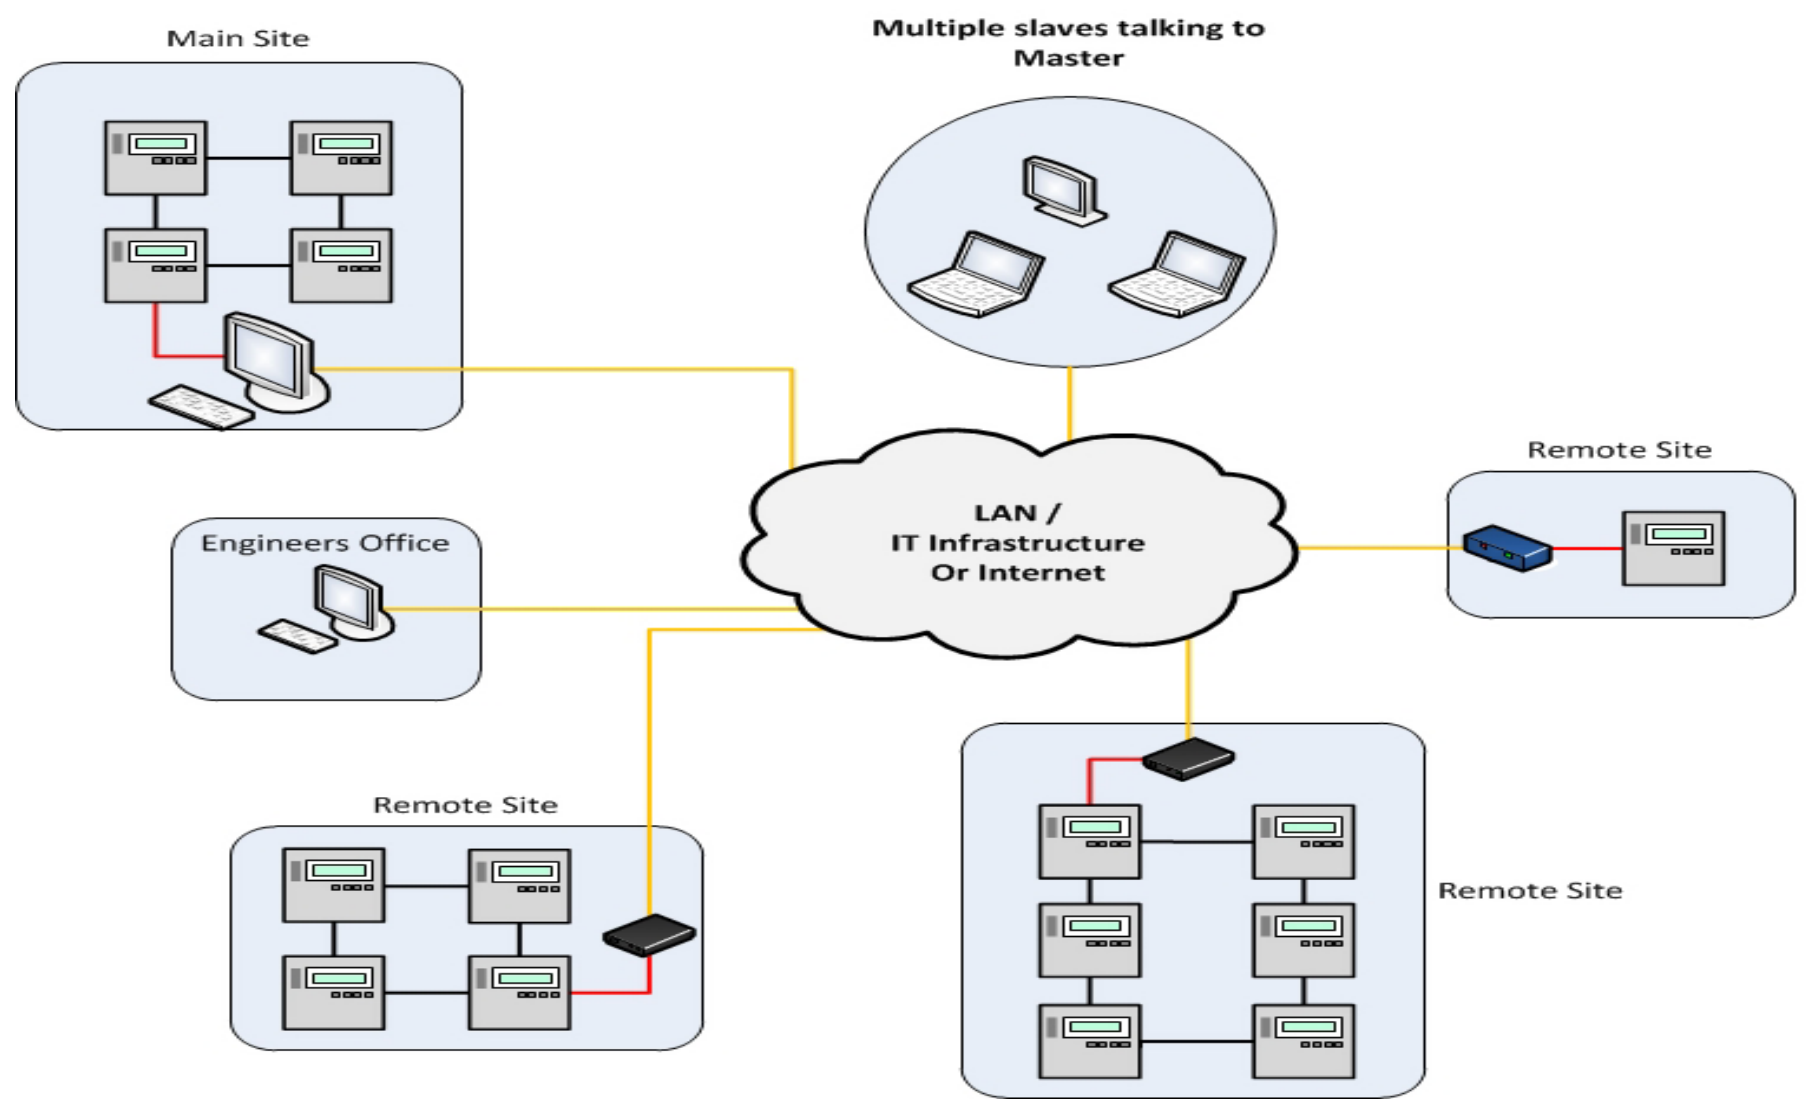 Main Site
Multiple slaves talking to
Master
LAN /
IT Infrastructure
Or Internet
Remote Site
Engineers Office
Remote Site
Remote Site